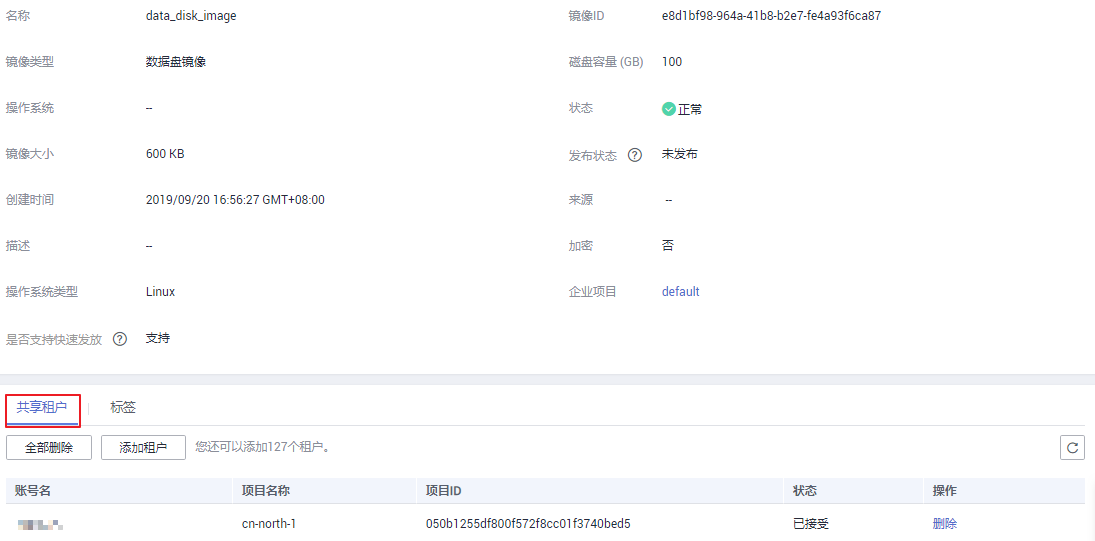 名称 data_disk_image 镜像ID e8d1bf98-964a-41b8-b2e7-fe4a93f6ca87
镜像类型 数据盘镜像 磁盘容量 (GB) 100
操作系统 -- 状态 正常
镜像大小 600 KB 发布状态 ? 未发布
创建时间 2019/09/20 16:56:27 GMT+08:00 来源 --
描述 -- 加密 否
操作系统类型 Linux 企业项目 default
是否支持快速发放 ? 支持
共享租户 标签
全部删除 添加租户 您还可以添加127个租户。
账号名 项目名称 项目ID 状态 操作
cn-north-1 050b1255df800f572f8cc01f3740bed5 已接受 删除